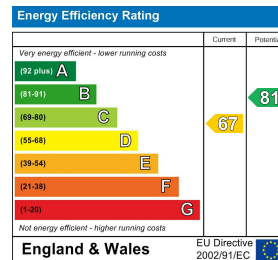 Energy Efficiency Rating
Current
Very energy efficient - lower running costs
(92 plus) A
(81-91) B
81
(69-80) C
67
(55-68) D
(39-54) E
(21-38) F
(1-20) G
Not energy efficient - higher running costs
England & Wales
EU Directive
2002/91/EC